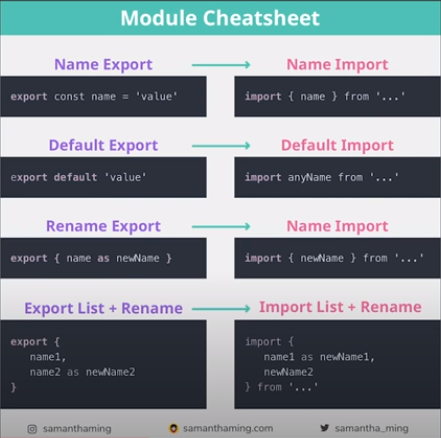 Module Cheatsheet
Name Export
Name Import
export const name = 'value'
import { name } from '...'
Default Export
Default Import
export default 'value'
import anyName from '...'
Rename Export
Name Import
export { name as newName }
import { newName } from '...'
Export List + Rename
Import List + Rename
export {
name1,
name2 as newName2
}
import {
name1 as newName1,
newName2
} from '...'
samanthaming
samanthaming.com
samantha_ming